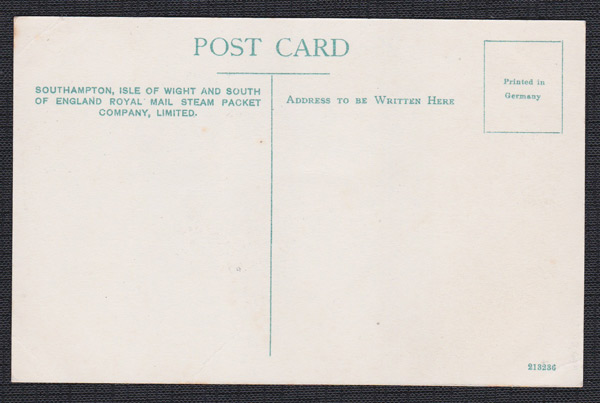 POST CARD
SOUTHAMPTON, ISLE OF WIGHT AND SOUTH
OF ENGLAND ROYAL MAIL STEAM PACKET
COMPANY, LIMITED.
ADDRESS TO BE WRITTEN HERE
Printed in
Germany
213236